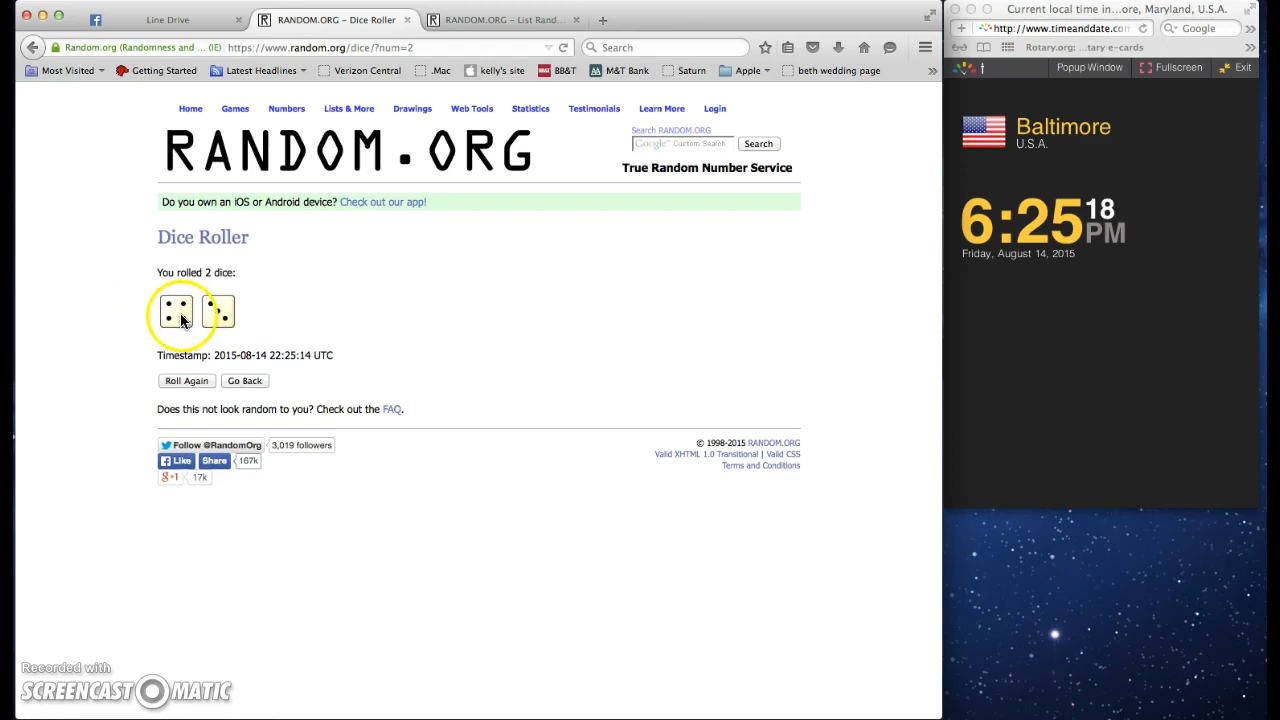 Line Drive
RANDOM.ORG - Dice Roller
RANDOM.ORG - List Rand...
Random.org (Randomness and ... (IE)
https://www.random.org/dice/?num=2
Search
Most Visited
Getting Started
Latest Headlines
Verizon Central
.Mac
kelly's site
BB&T
M&T Bank
Saturn
Apple
beth wedding page
Home
Games
Numbers
Lists & More
Drawings
Web Tools
Statistics
Testimonials
Learn More
Login
RANDOM.ORG
Search RANDOM.ORG
Google™ Custom Search
Search
True Random Number Service
Do you own an iOS or Android device? Check out our app!
Dice Roller
You rolled 2 dice:
Timestamp: 2015-08-14 22:25:14 UTC
Roll Again
Go Back
Does this not look random to you? Check out the FAQ.
Follow @RandomOrg
3,019 followers
Like
Share
167k
+1
17k
© 1998-2015 RANDOM.ORG
Valid XHTML 1.0 Transitional | Valid CSS
Terms and Conditions
Recorded with
SCREENCAST-O-MATIC
Current local time in...ore, Maryland, U.S.A.
http://www.timeanddate.com
Google
Rotary.org: ...tary e-cards
t
Popup Window
Fullscreen
Exit
Baltimore
U.S.A.
6:25 18 PM
Friday, August 14, 2015